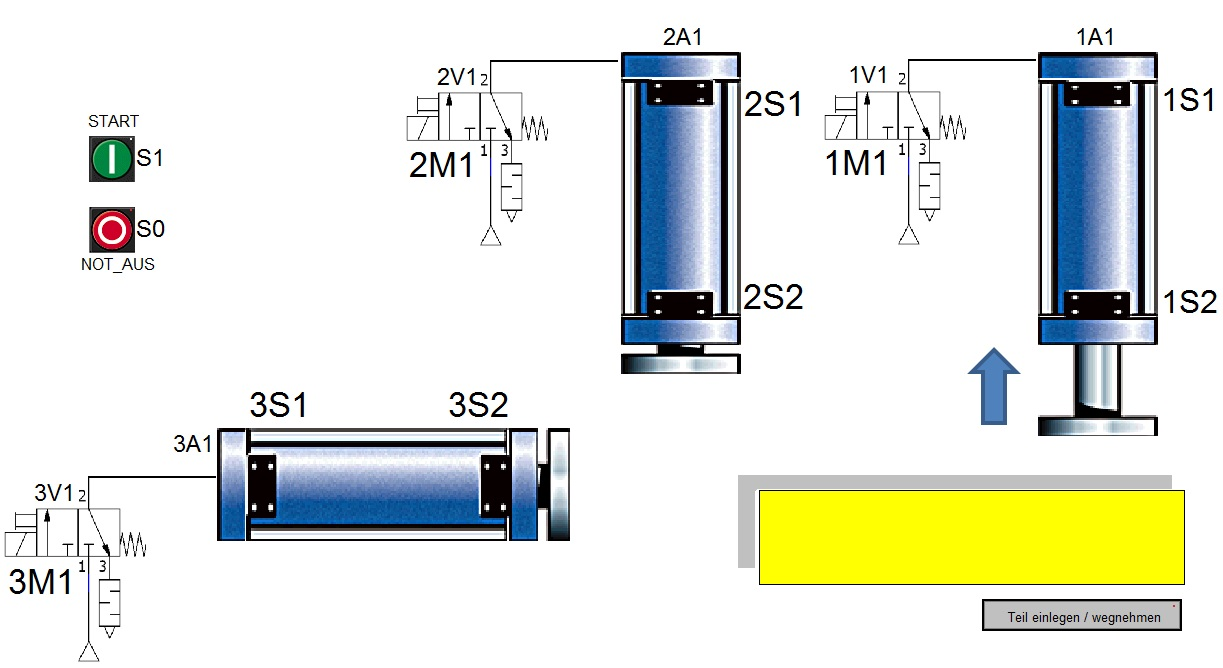 START
S1
S0
NOT_AUS
2A1
2V1
2
2S1
2M1
1
3
2S2
1A1
1V1
2
1S1
1M1
1
3
1S2
3S1
3S2
3A1
3V1
2
3M1
1
3
Teil einlegen / wegnehmen